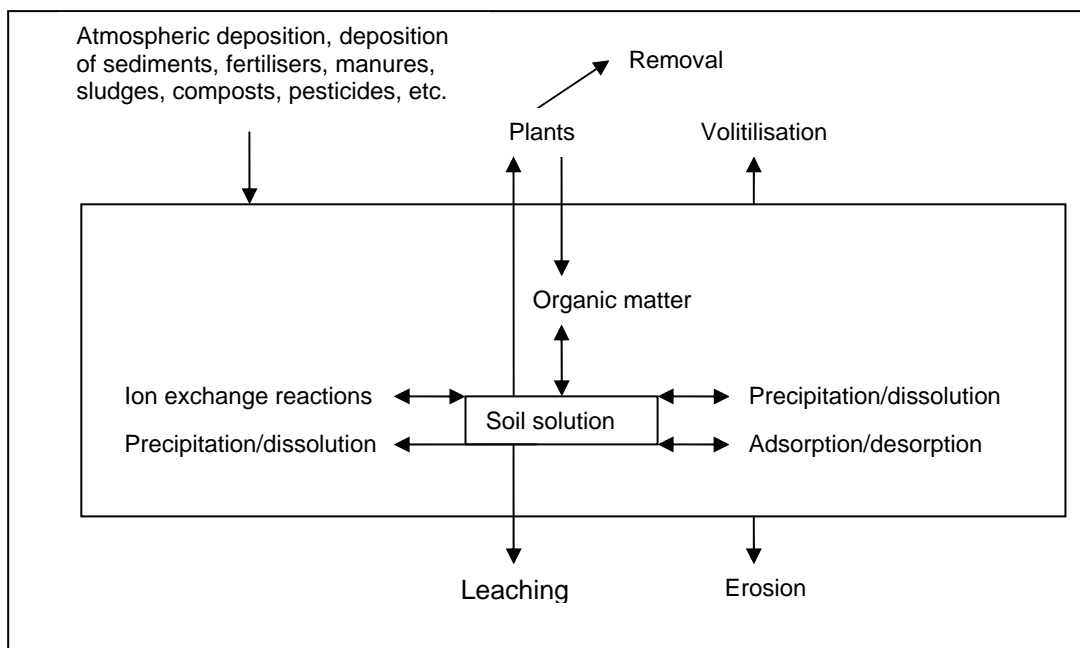 Atmospheric deposition, deposition
of sediments, fertilisers, manures,
sludges, composts, pesticides, etc.
Removal
Plants
Volitilisation
Organic matter
Ion exchange reactions
Precipitation/dissolution
Soil solution
Precipitation/dissolution
Adsorption/desorption
Leaching
Erosion